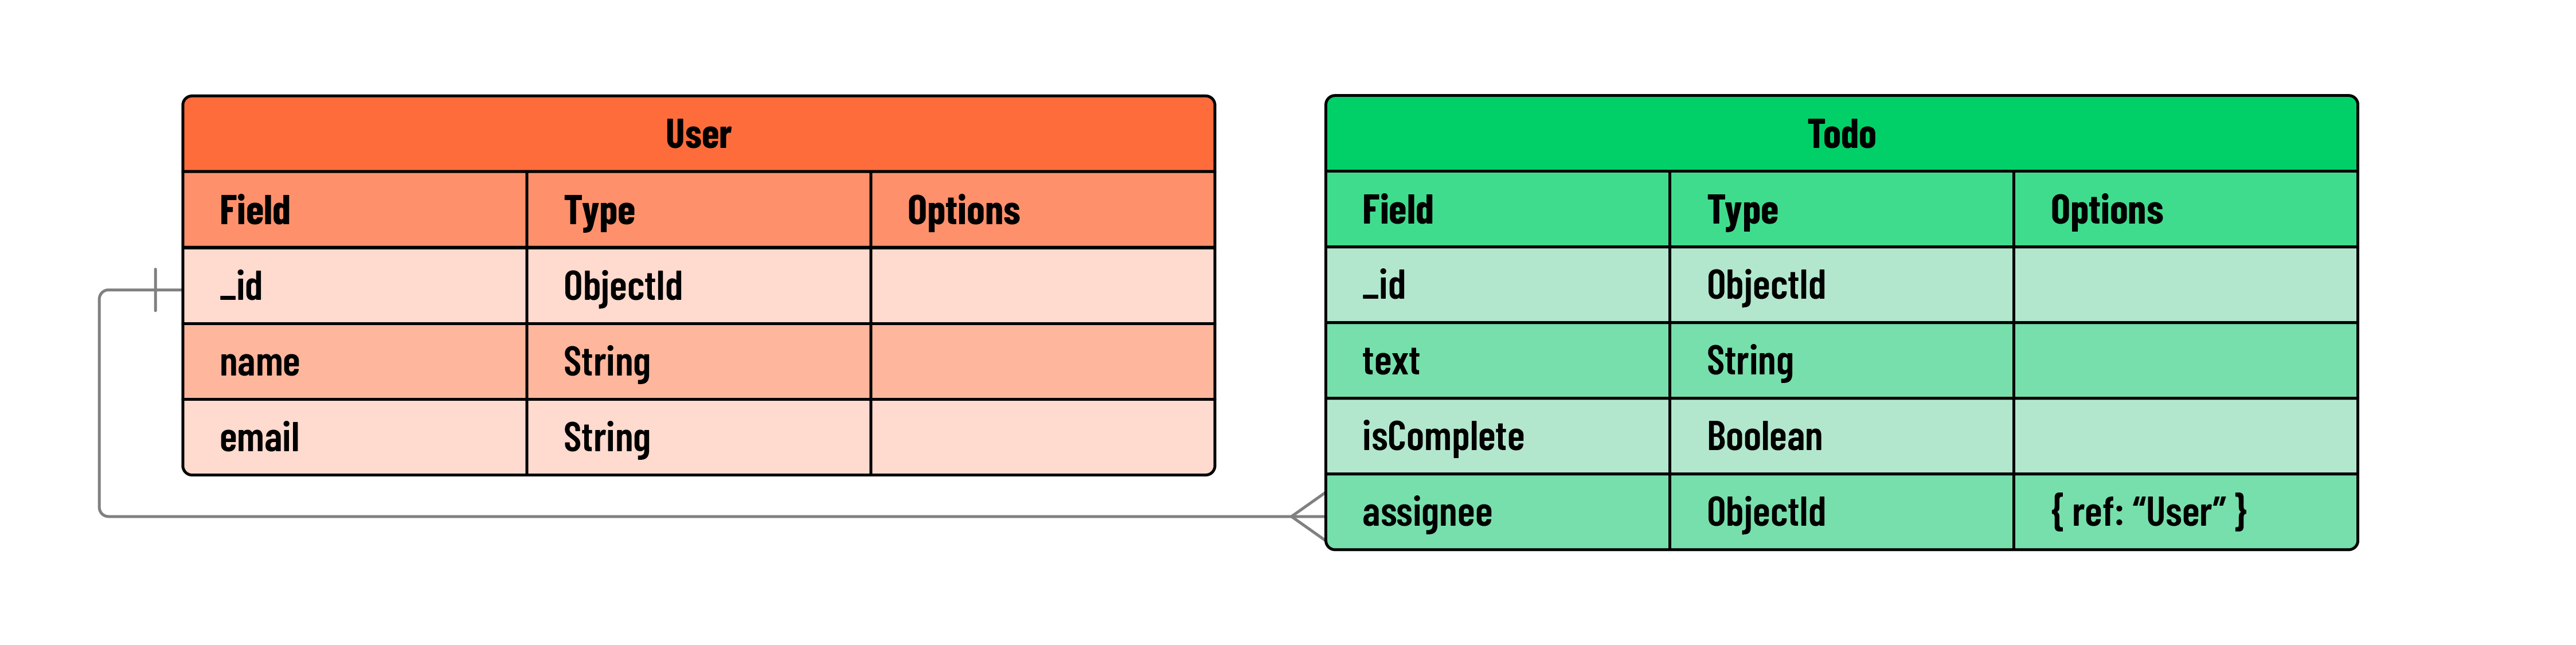 User
Field Type Options
_id ObjectId
name String
email String
Todo
Field Type Options
_id ObjectId
text String
isComplete Boolean
assignee ObjectId { ref: “User” }